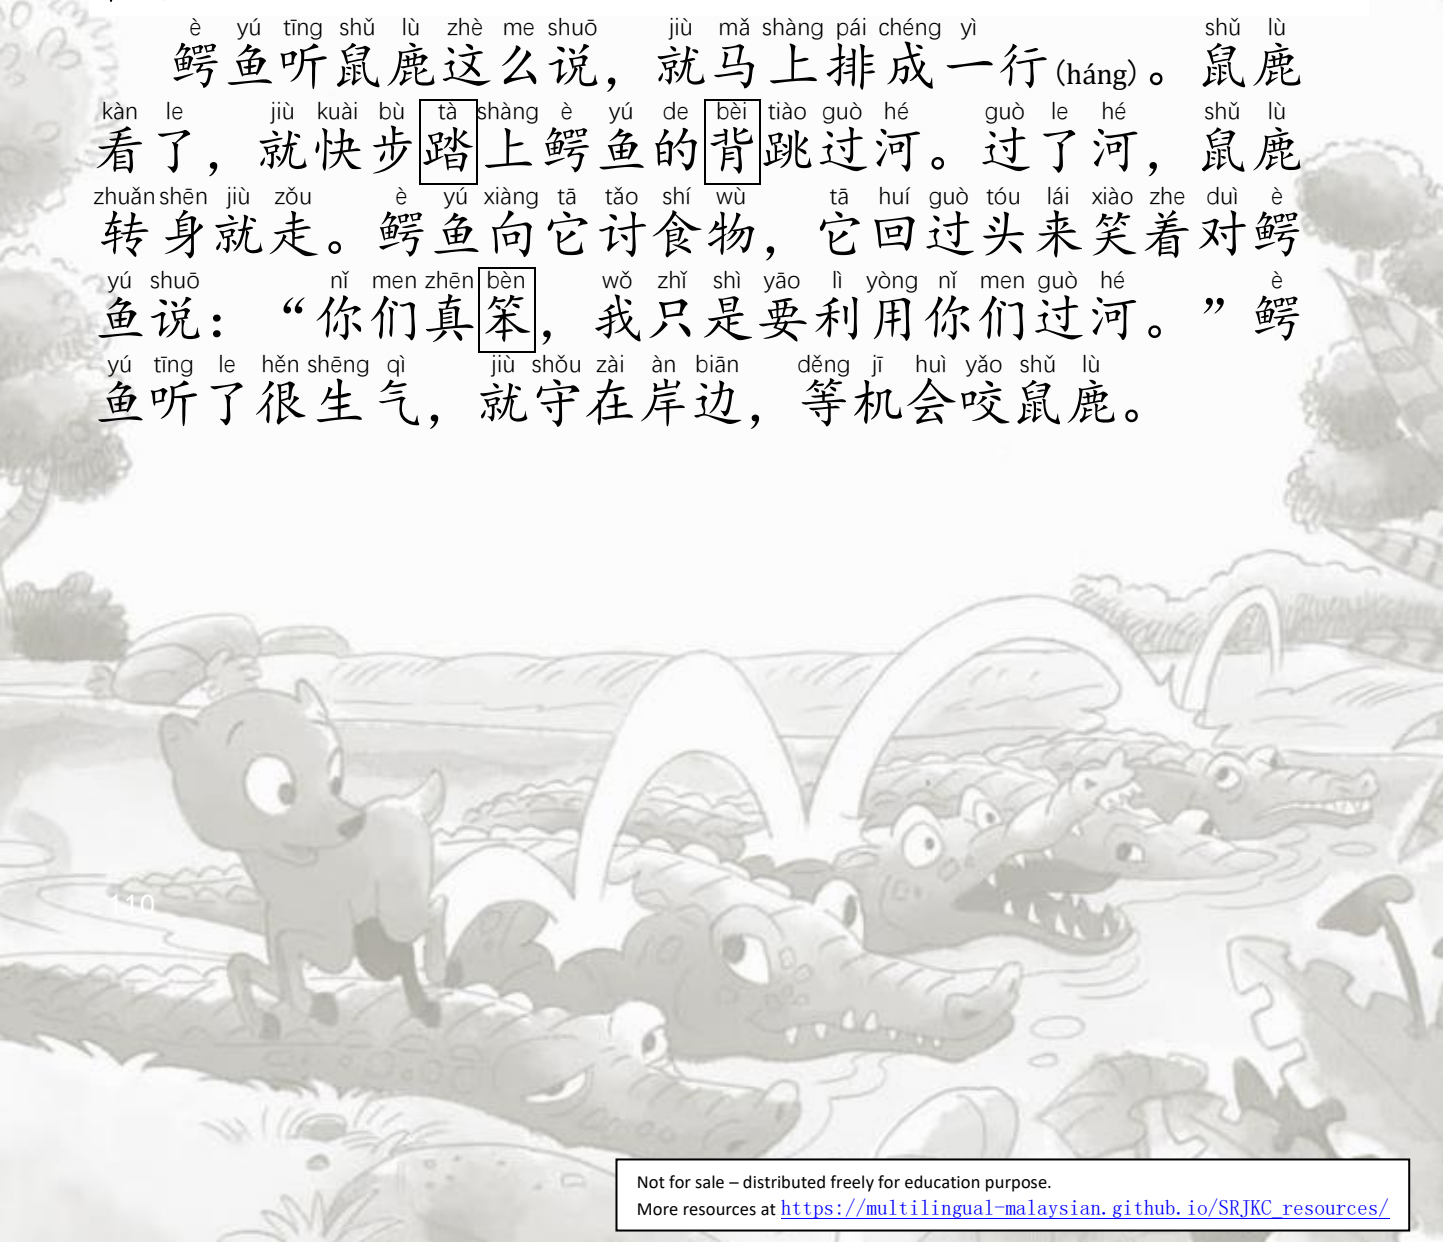 è yú tīng shǔ lù zhè me shuō jiù mǎ shàng pái chéng yì shǔ lù
鳄鱼听鼠鹿这么说，就马上排成一行(háng)。鼠鹿
kàn le jiù kuài bù tà shàng è yú de bèi tiào guò hé guò le hé shǔ lù
看了，就快步踏上鳄鱼的背跳过河。过了河，鼠鹿
zhuǎn shēn jiù zǒu è yú xiàng tā tǎo shí wù tā huí guò tóu lái xiào zhe duì è
转身就走。鳄鱼向它讨食物，它回过头来笑着对鳄
yú shuō nǐ men zhēn bèn wǒ zhǐ shì yāo lì yòng nǐ men guò hé è
鱼说：“你们真笨，我只是要利用你们过河。”鳄
yú tīng le hěn shēng qì jiù shǒu zài àn biān děng jī huì yǎo shǔ lù
鱼听了很生气，就守在岸边，等机会咬鼠鹿。
110
Not for sale – distributed freely for education purpose.
More resources at https://multilingual-malaysian.github.io/SRJKC_resources/